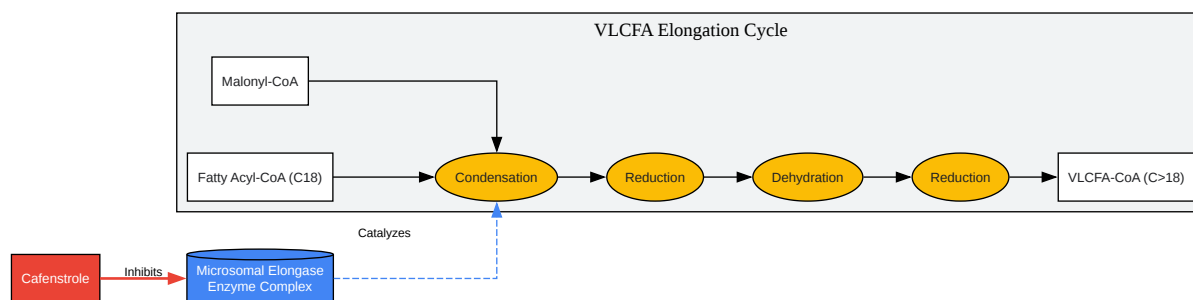 VLCFA Elongation Cycle
Malonyl-CoA
Fatty Acyl-CoA (C18)
Condensation
Reduction
Dehydration
Reduction
VLCFA-CoA (C>18)
Catalyzes
Cafenstrole
Inhibits
Microsomal Elongase
Enzyme Complex